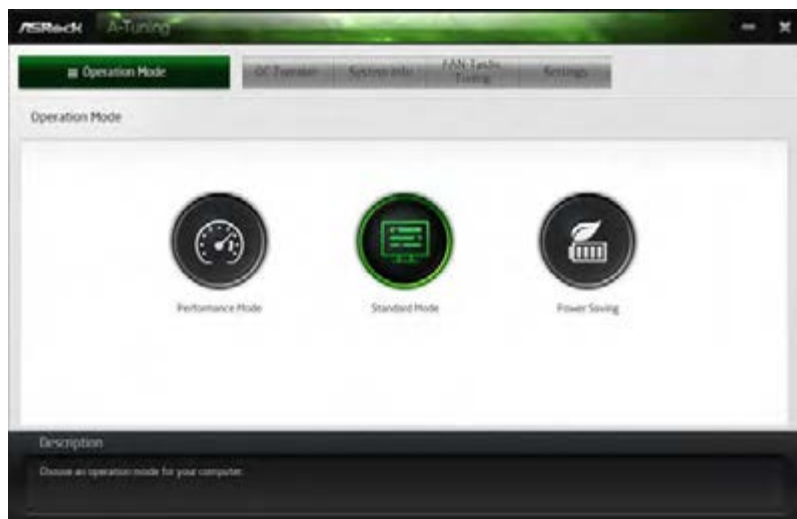 ASRock A-Tuning
Operation Mode OC Tweaker System Info FAN-Tastic Tuning Settings
Operation Mode
Performance Mode Standard Mode Power Saving
Description
Choose an operation mode for your computer.